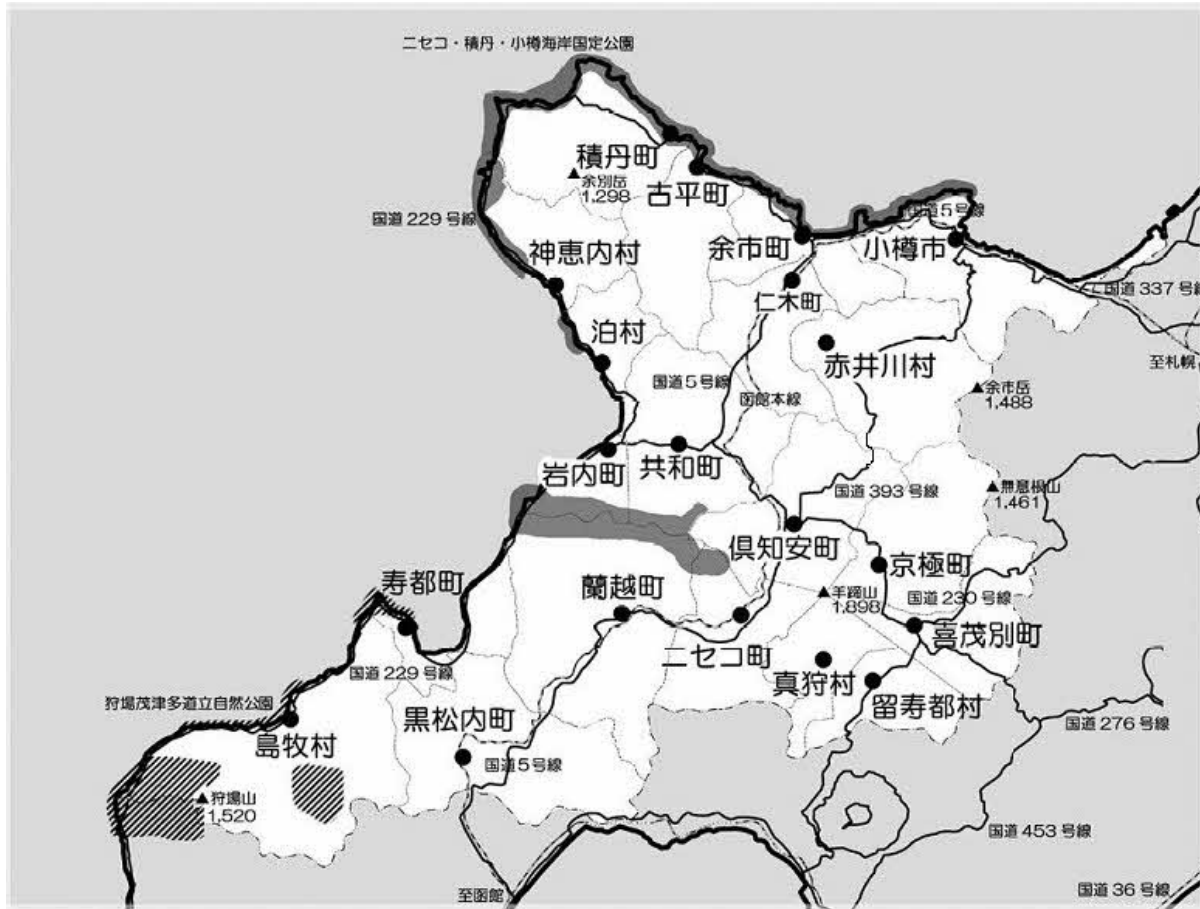 ニセコ・積丹・小樽海岸国定公園
積丹町
余別岳
1,298
古平町
国道229号線
国道5号線
神恵内村
余市町
小樽市
仁木町
国道337号線
泊村
赤井川村
至札幌
国道5号線
函館本線
余市岳
1,488
岩内町
共和町
国道393号線
無意根山
1,461
倶知安町
京極町
寿都町
蘭越町
羊蹄山
1,898
国道230号線
喜茂別町
ニセコ町
国道229号線
真狩村
留寿都村
狩場茂津多道立自然公園
黒松内町
国道276号線
島牧村
国道5号線
狩場山
1,520
国道453号線
至函館
国道36号線